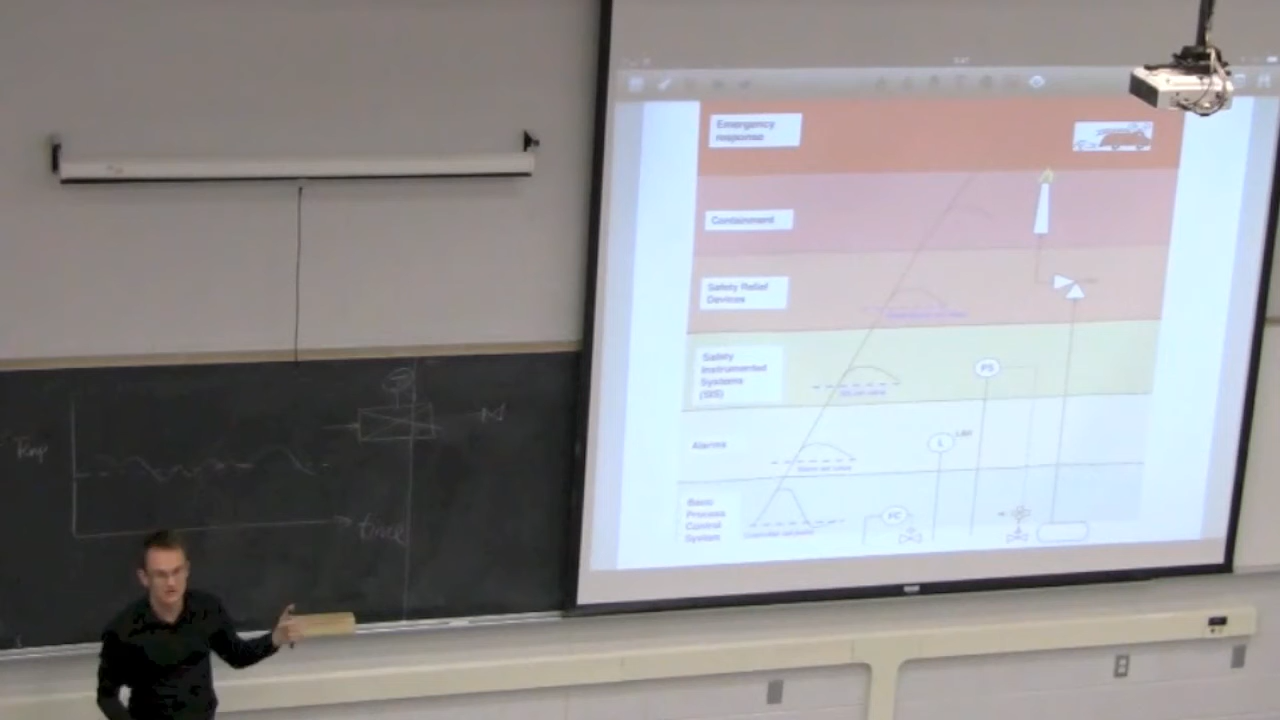 Emergency
response
Containment
Safety Relief
Devices
Safety
Instrumented
Systems
(SIS)
PS
Alarms
L
LAH
Basic
Process
Control
System
FC
Temp
time